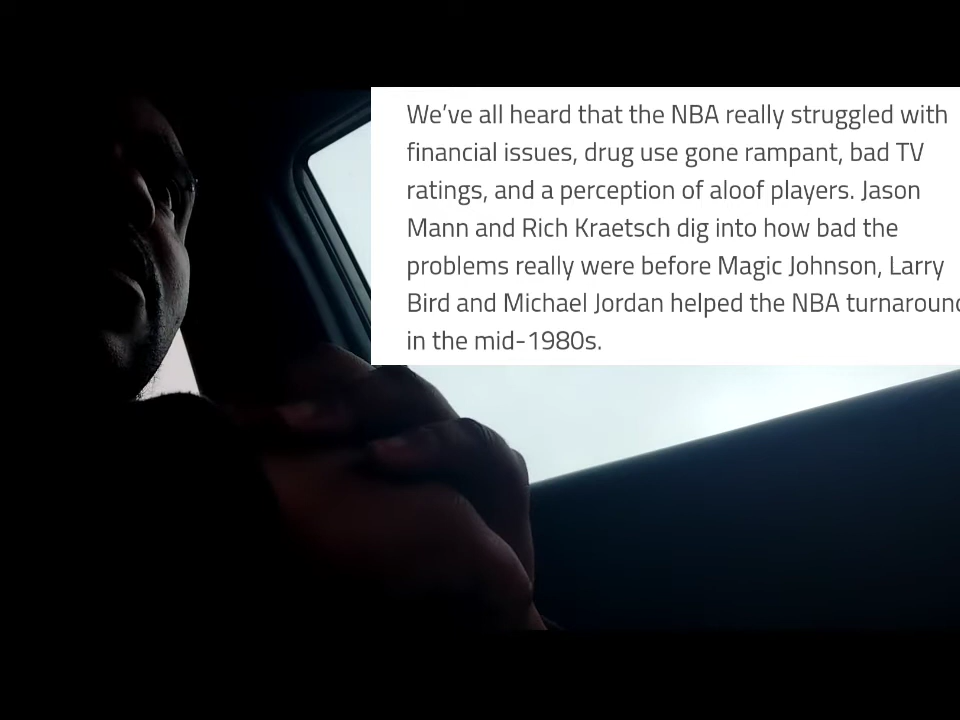 We've all heard that the NBA really struggled with
financial issues, drug use gone rampant, bad TV
ratings, and a perception of aloof players. Jason
Mann and Rich Kraetsch dig into how bad the
problems really were before Magic Johnson, Larry
Bird and Michael Jordan helped the NBA turnaround
in the mid-1980s.